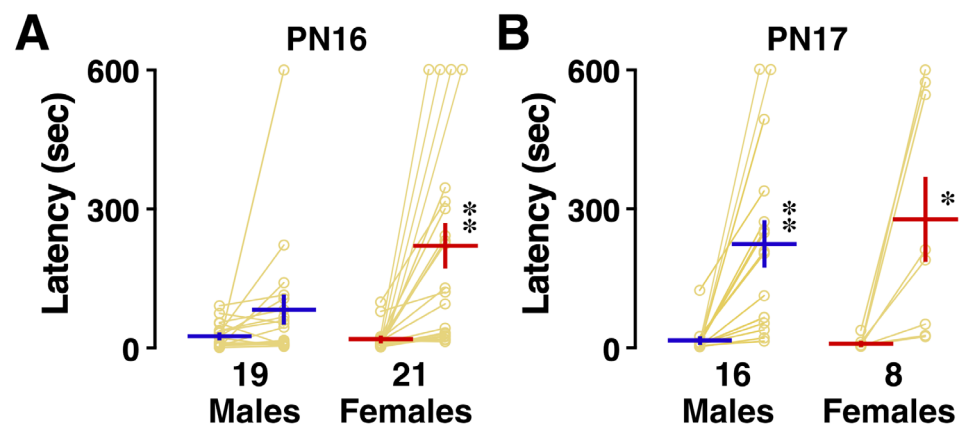 A
PN16
Latency (sec)
600
300
0
*
*
19
Males
21
Females
B
PN17
Latency (sec)
600
300
0
*
*
*
16
Males
8
Females